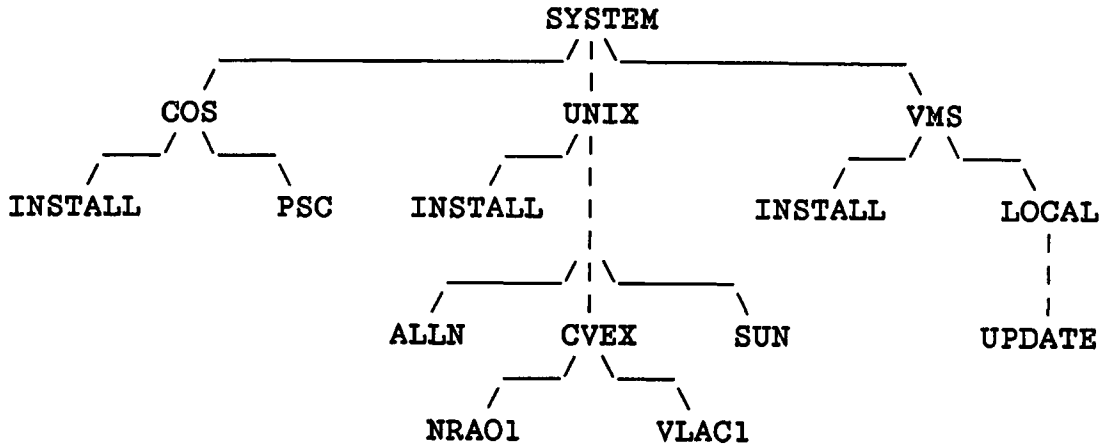 SYSTEM
COS UNIX VMS
INSTALL PSC INSTALL INSTALL LOCAL
ALLN CVEX SUN UPDATE
NRAO1 VLAC1